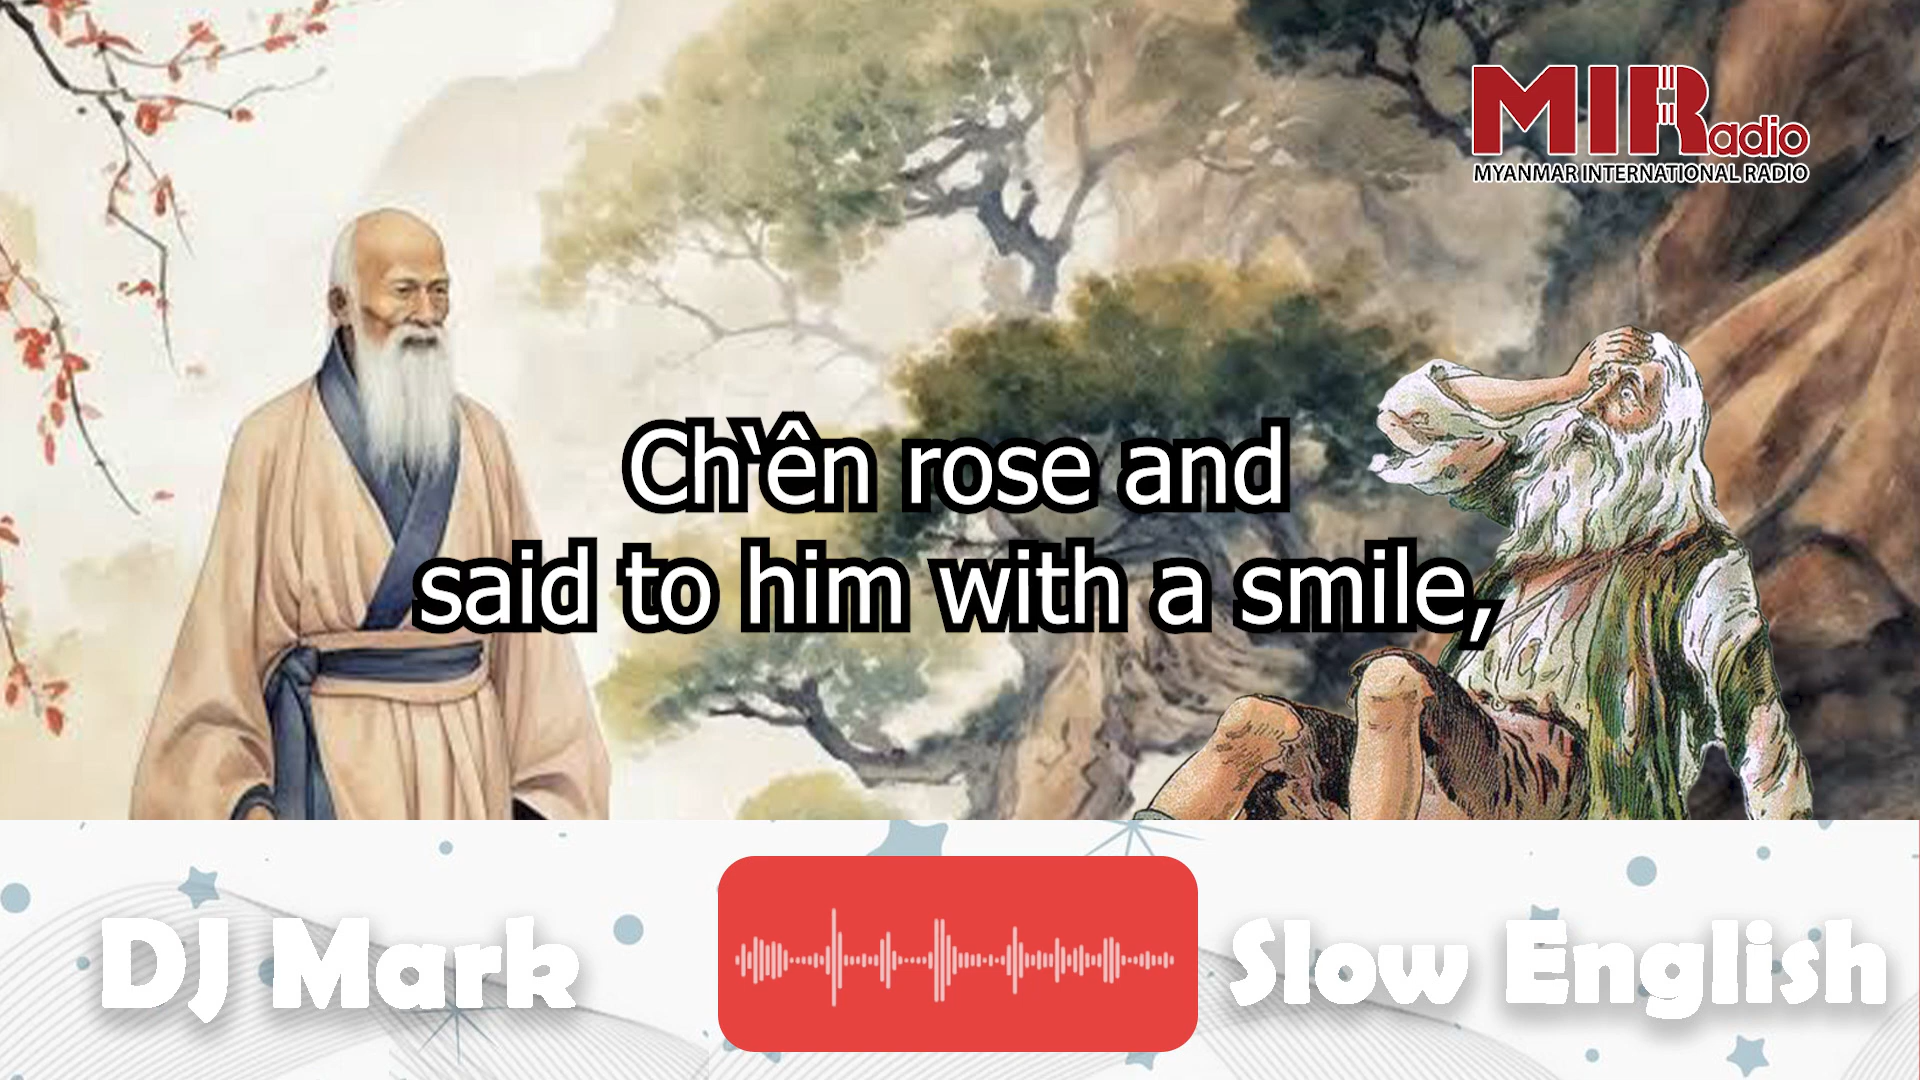 MIRadio
MYANMAR INTERNATIONAL RADIO
Ch‘ên rose and
said to him with a smile,
DJ Mark
Slow English